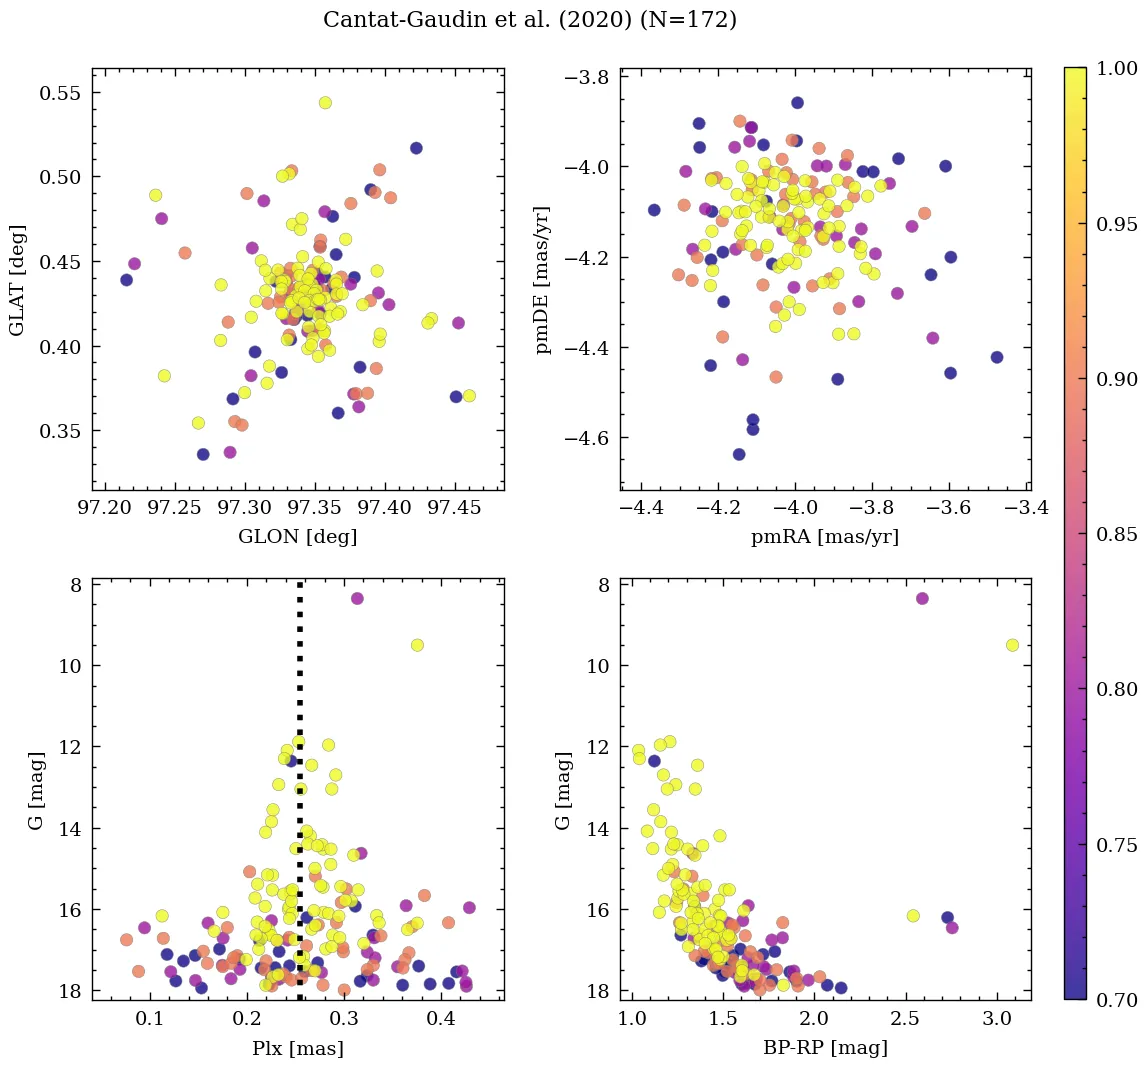 Cantat-Gaudin et al. (2020) (N=172)
0.55
0.50
0.45
0.40
0.35
GLAT [deg]
97.20 97.25 97.30 97.35 97.40 97.45
GLON [deg]
−3.8
−4.0
−4.2
−4.4
−4.6
pmDE [mas/yr]
−4.4 −4.2 −4.0 −3.8 −3.6 −3.4
pmRA [mas/yr]
8
10
12
14
16
18
G [mag]
0.1 0.2 0.3 0.4
Plx [mas]
8
10
12
14
16
18
G [mag]
1.0 1.5 2.0 2.5 3.0
BP-RP [mag]
1.00
0.95
0.90
0.85
0.80
0.75
0.70